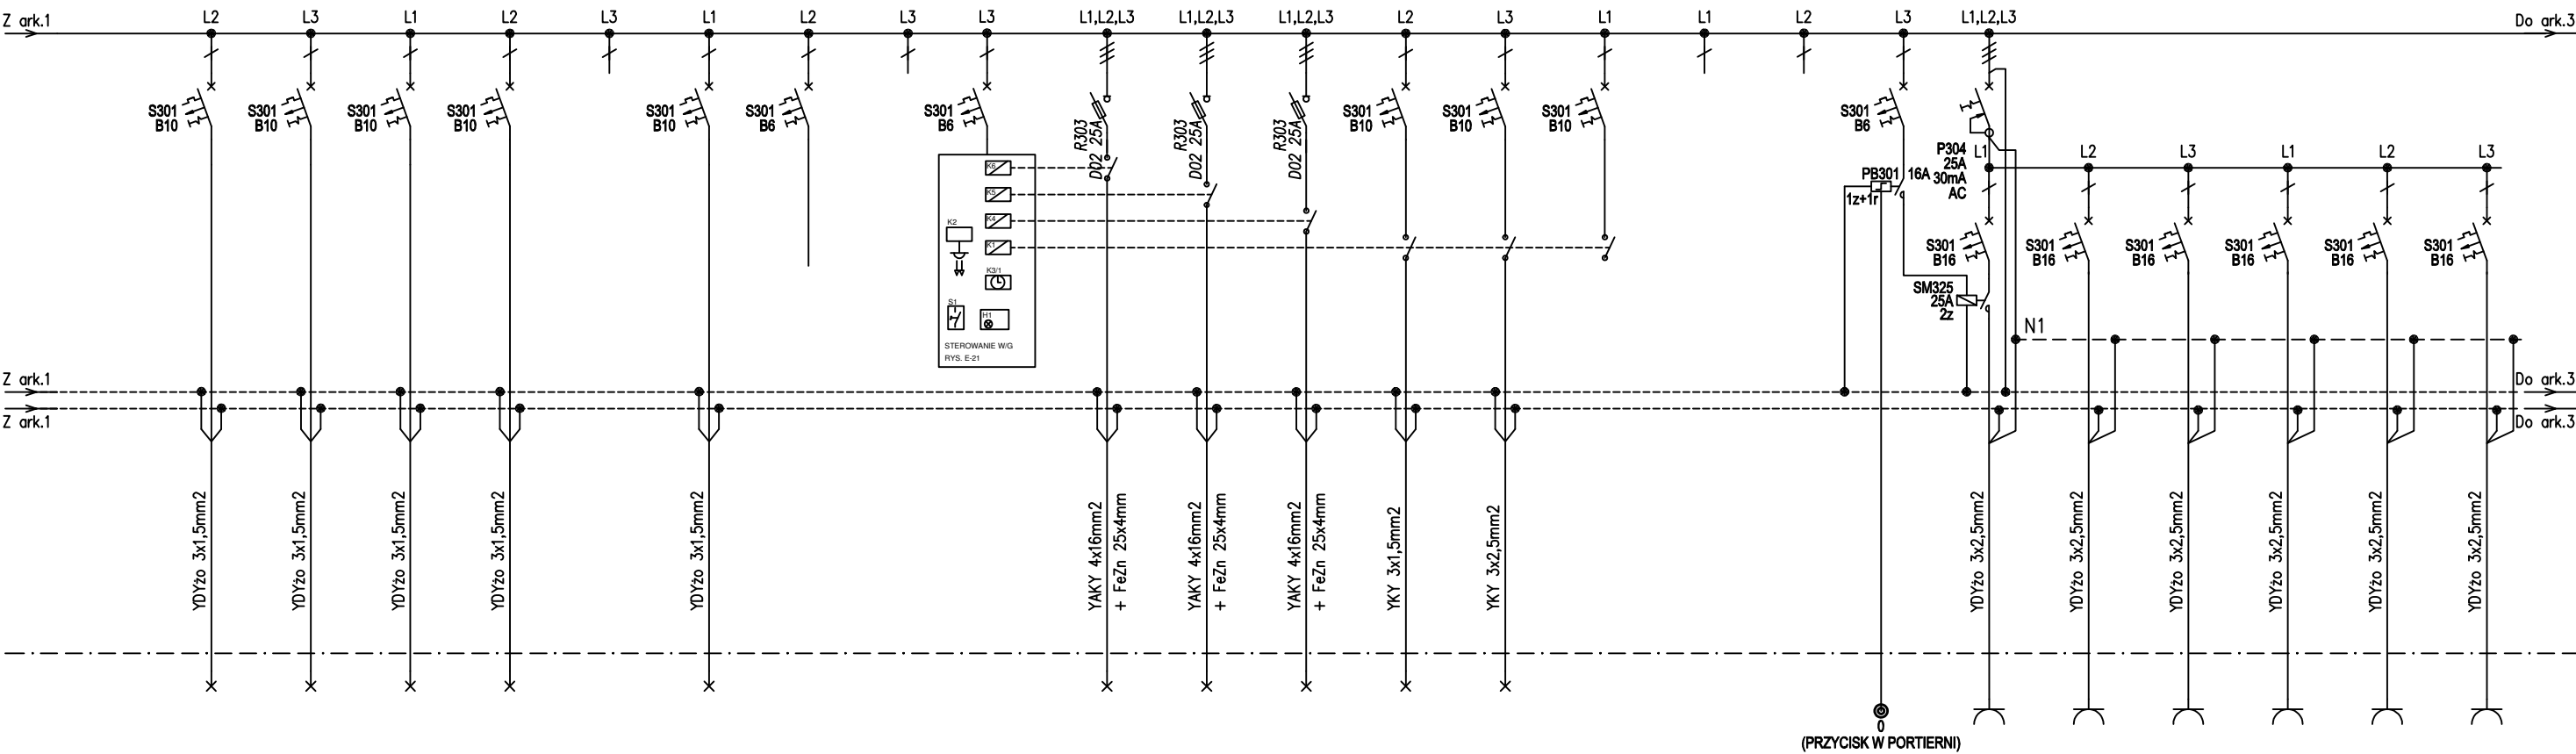 Z ark.1
L2
L3
L1
L2
L3
L1
L2
L3
L3
L1,L2,L3
L1,L2,L3
L1,L2,L3
L2
L3
L1
L1
L2
L3
L1,L2,L3
Do ark.3
S301
B10
S301
B10
S301
B10
S301
B10
S301
B10
S301
B6
S301
B6
R303
D02 25A
R303
D02 25A
R303
D02 25A
S301
B10
S301
B10
S301
B10
S301
B6
P304
25A
30mA
AC
PB301
16A
1z+1r
L1
L2
L3
L1
L2
L3
K6
K5
K4
K1
K2
K3/1
S1
H1
STEROWANIE W/G
RYS. E-21
S301
B16
S301
B16
S301
B16
S301
B16
S301
B16
S301
B16
SM325
25A
2z
N1
Z ark.1
Do ark.3
Z ark.1
Do ark.3
YDYżo 3x1,5mm2
YDYżo 3x1,5mm2
YDYżo 3x1,5mm2
YDYżo 3x1,5mm2
YDYżo 3x1,5mm2
YAKY 4x16mm2
+ FeZn 25x4mm
YAKY 4x16mm2
+ FeZn 25x4mm
YAKY 4x16mm2
+ FeZn 25x4mm
YKY 3x1,5mm2
YKY 3x2,5mm2
YDYżo 3x2,5mm2
YDYżo 3x2,5mm2
YDYżo 3x2,5mm2
YDYżo 3x2,5mm2
YDYżo 3x2,5mm2
YDYżo 3x2,5mm2
0
(PRZYCISK W PORTIERNI)